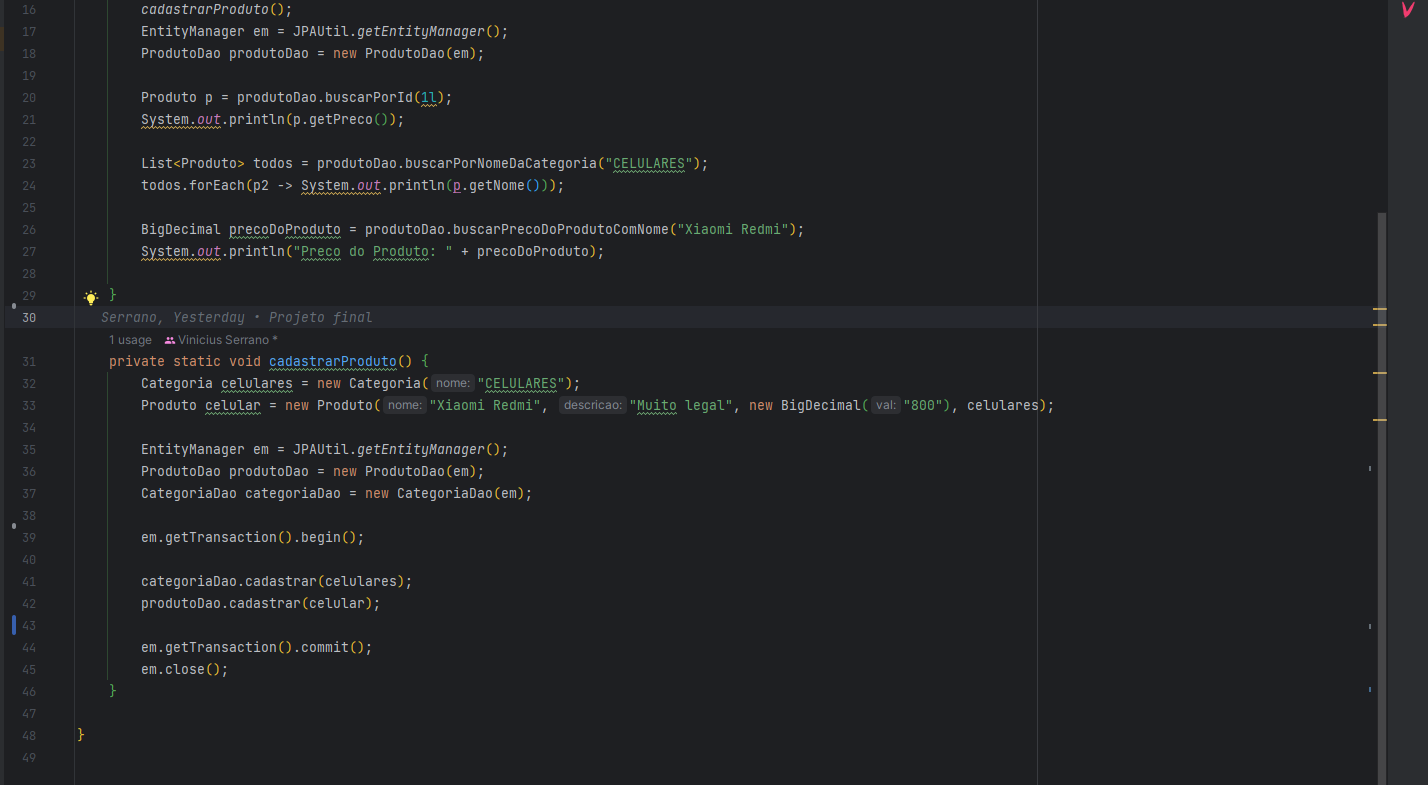 16 cadastrarProduto();
17 EntityManager em = JPAUtil.getEntityManager();
18 ProdutoDao produtoDao = new ProdutoDao(em);
19
20 Produto p = produtoDao.buscarPorId(1l);
21 System.out.println(p.getPreco());
22
23 List<Produto> todos = produtoDao.buscarPorNomeDaCategoria("CELULARES");
24 todos.forEach(p2 -> System.out.println(p.getNome()));
25
26 BigDecimal precoDoProduto = produtoDao.buscarPrecoDoProdutoComNome("Xiaomi Redmi");
27 System.out.println("Preco do Produto: " + precoDoProduto);
28
29 }
30 Serrano, Yesterday • Projeto final
1 usage Vinicius Serrano *
31 private static void cadastrarProduto() {
32 Categoria celulares = new Categoria( nome: "CELULARES");
33 Produto celular = new Produto( nome: "Xiaomi Redmi", descricao: "Muito legal", new BigDecimal( val: "800"), celulares);
34
35 EntityManager em = JPAUtil.getEntityManager();
36 ProdutoDao produtoDao = new ProdutoDao(em);
37 CategoriaDao categoriaDao = new CategoriaDao(em);
38
39 em.getTransaction().begin();
40
41 categoriaDao.cadastrar(celulares);
42 produtoDao.cadastrar(celular);
43
44 em.getTransaction().commit();
45 em.close();
46 }
47
48 }
49